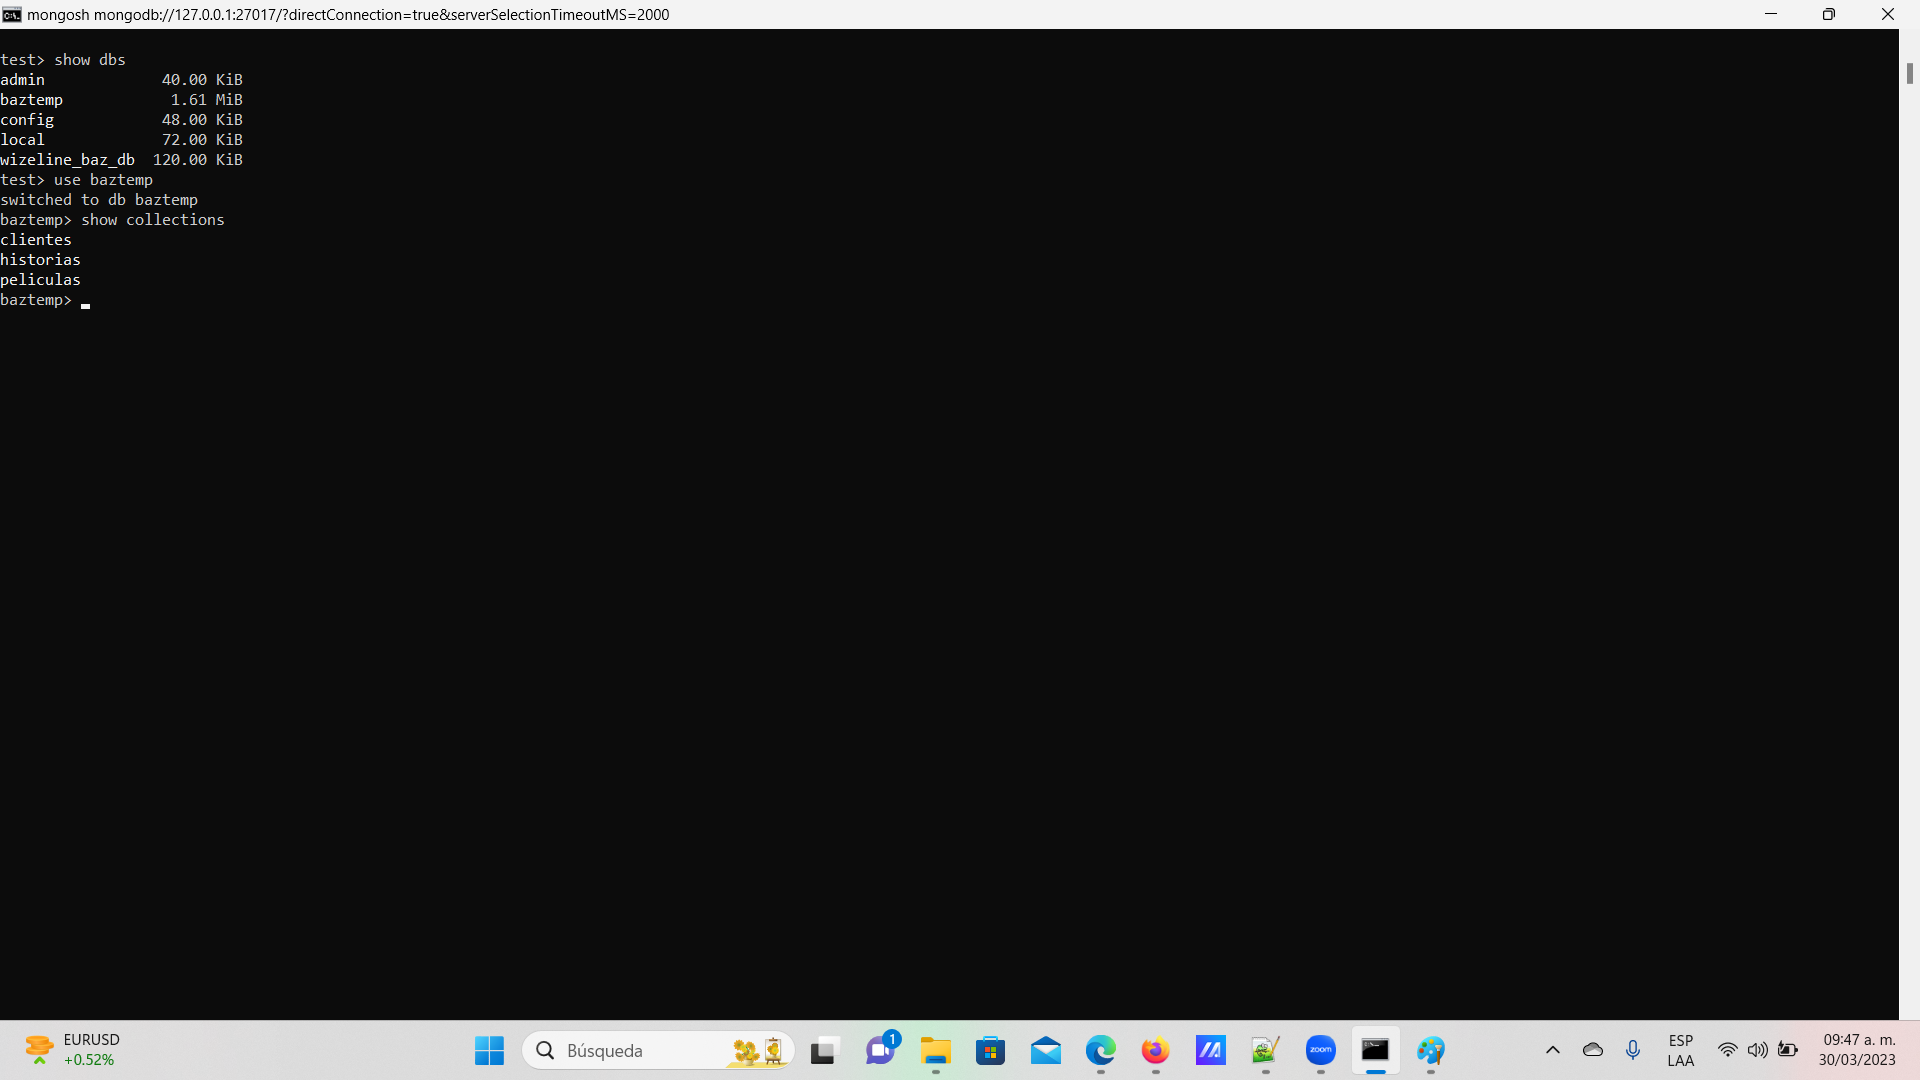 mongosh mongodb://127.0.0.1:27017/?directConnection=true&serverSelectionTimeoutMS=2000
test> show dbs
admin 40.00 KiB
baztemp 1.61 MiB
config 48.00 KiB
local 72.00 KiB
wizeline_baz_db 120.00 KiB
test> use baztemp
switched to db baztemp
baztemp> show collections
clientes
historias
peliculas
baztemp>
EURUSD
+0.52%
Búsqueda
1
zoom
ESP
LAA
09:47 a. m.
30/03/2023